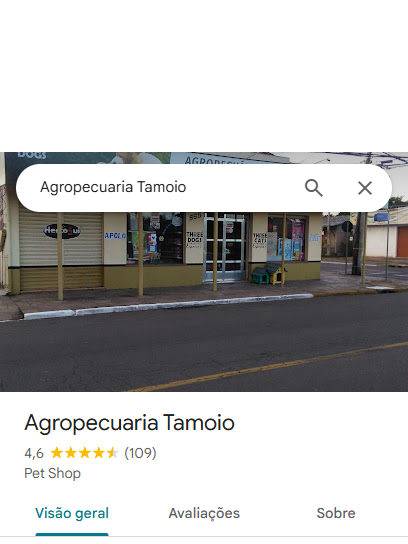 DOGS
AGROPECUÁ
Agropecuaria Tamoio
HercoSul
APOLO
THREE
DOGS
THREE
CATS
Agropecuaria Tamoio
4,6 (109)
Pet Shop
Visão geral Avaliações Sobre